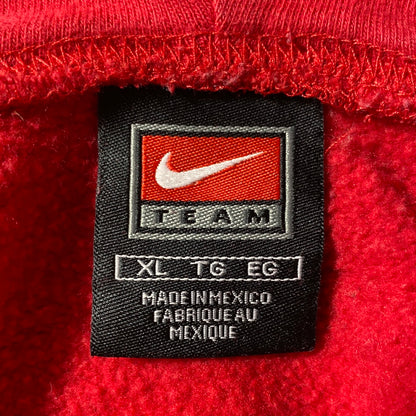 TEAM
XL TG EG
MADE IN MEXICO
FABRIQUE AU
MEXIQUE